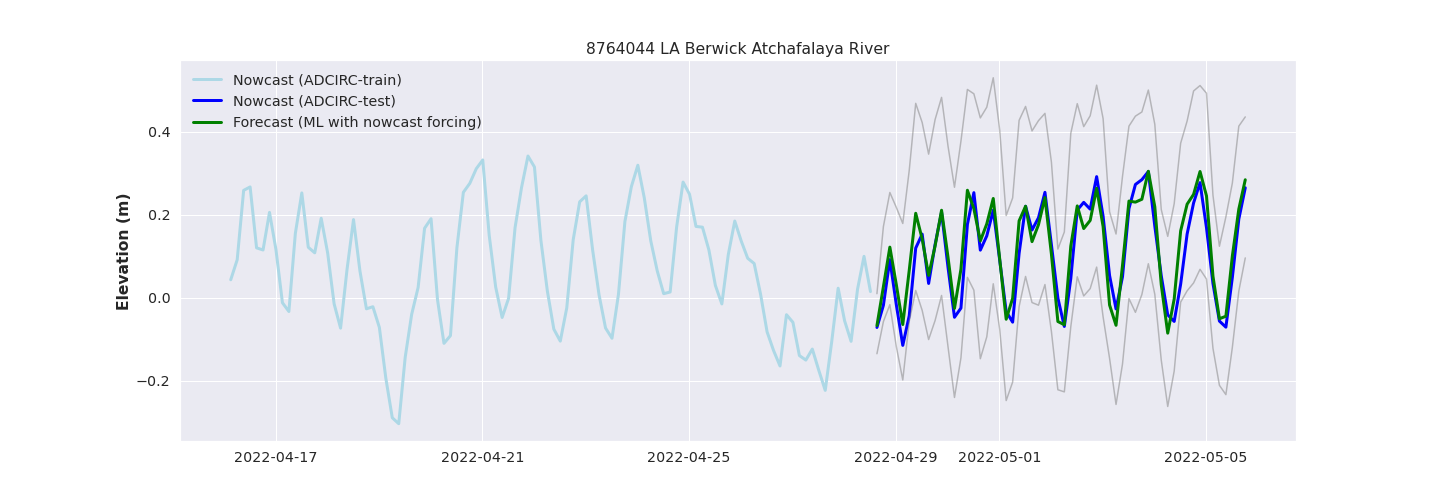 8764044 LA Berwick Atchafalaya River
Nowcast (ADCIRC-train)
Nowcast (ADCIRC-test)
Forecast (ML with nowcast forcing)
Elevation (m)
0.4
0.2
0.0
−0.2
2022-04-17 2022-04-21 2022-04-25 2022-04-29 2022-05-01 2022-05-05